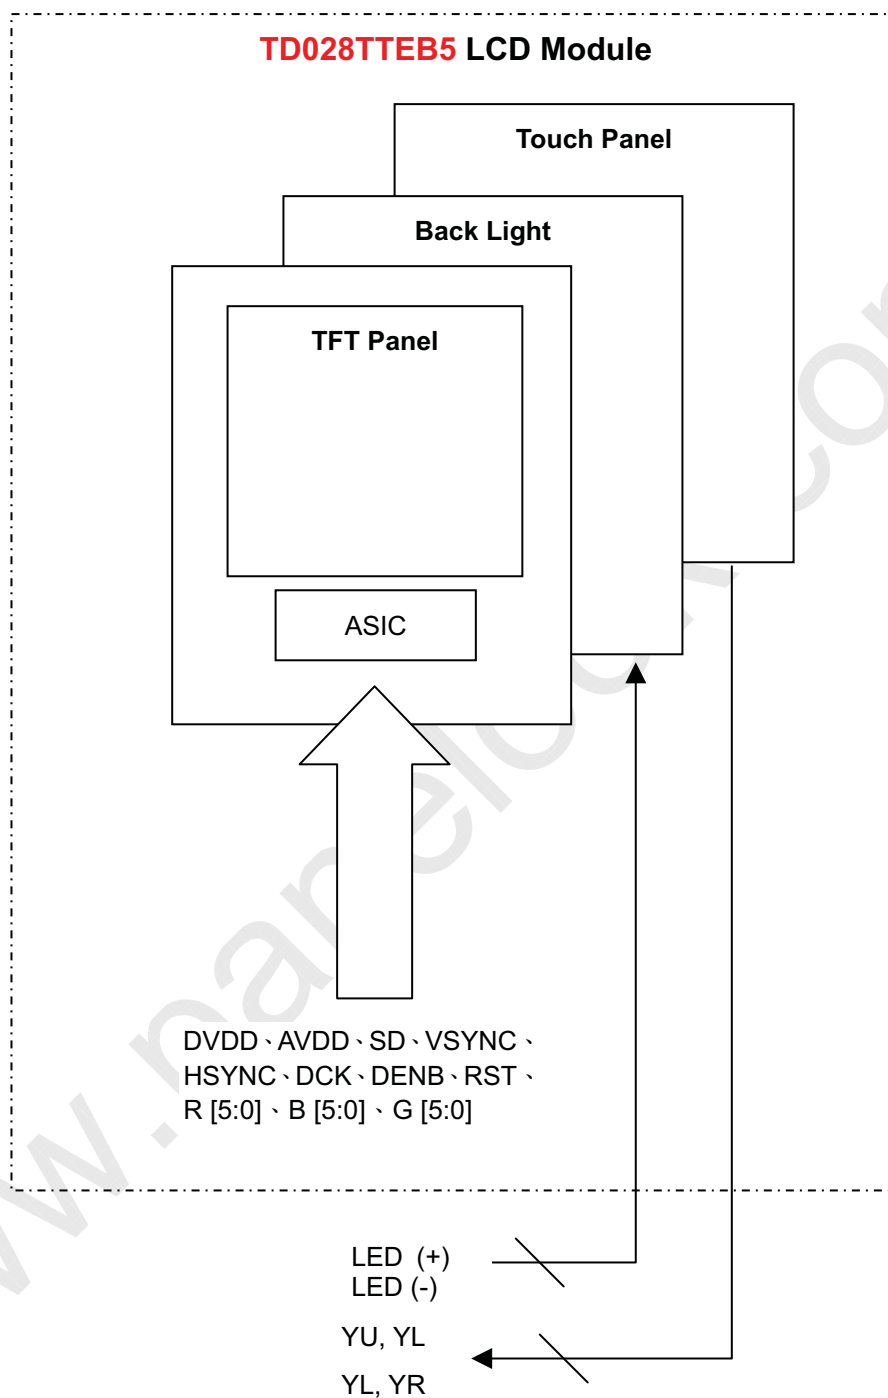 TD028TTEB5 LCD Module
Touch Panel
Back Light
TFT Panel
ASIC
DVDD、AVDD、SD、VSYNC、
HSYNC、DCK、DENB、RST、
R [5:0]、B [5:0]、G [5:0]
LED (+)
LED (-)
YU, YL
YL, YR